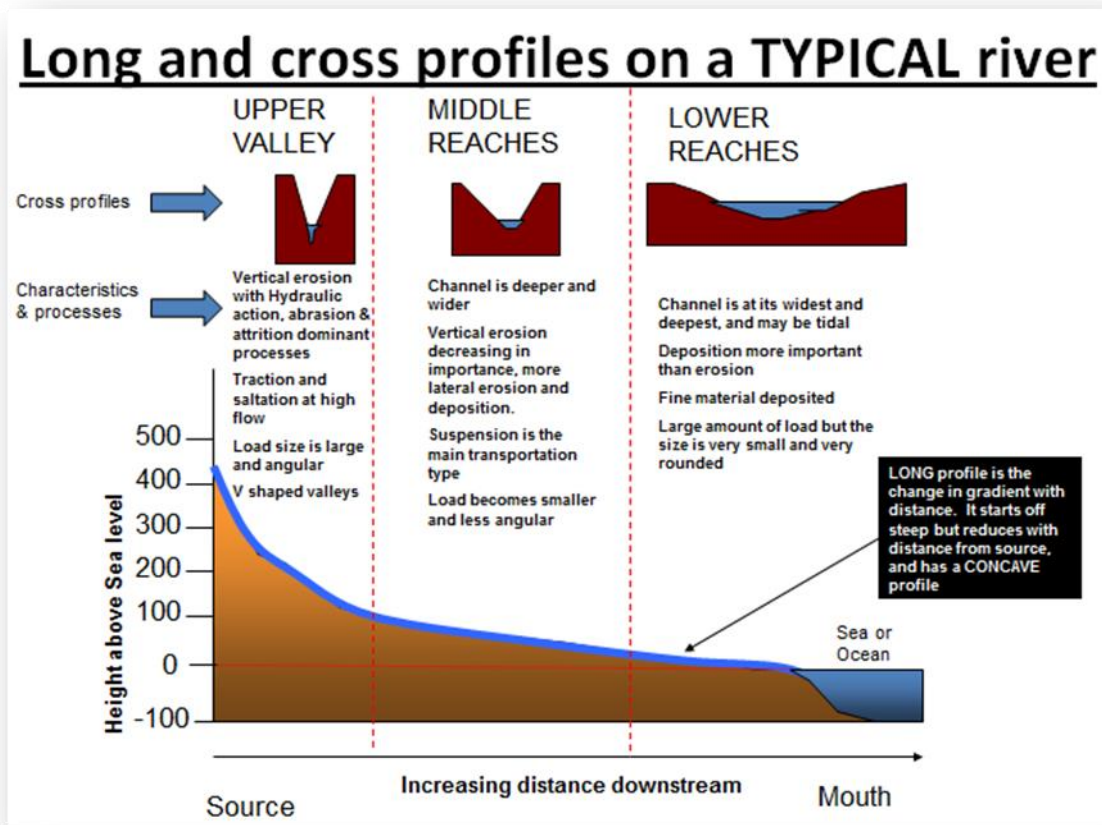 Long and cross profiles on a TYPICAL river
UPPER
VALLEY
MIDDLE
REACHES
LOWER
REACHES
Cross profiles
Characteristics
& processes
Vertical erosion
with Hydraulic
action, abrasion &
attrition dominant
processes
Traction and
saltation at high
flow
Load size is large
and angular
V shaped valleys
Channel is deeper and
wider
Vertical erosion
decreasing in
importance, more
lateral erosion and
deposition.
Suspension is the
main transportation
type
Load becomes smaller
and less angular
Channel is at its widest and
deepest, and may be tidal
Deposition more important
than erosion
Fine material deposited
Large amount of load but the
size is very small and very
rounded
LONG profile is the
change in gradient with
distance.  It starts off
steep but reduces with
distance from source,
and has a CONCAVE
profile
Height above Sea level
500
400
300
200
100
0
-100
Sea or
Ocean
Increasing distance downstream
Source
Mouth